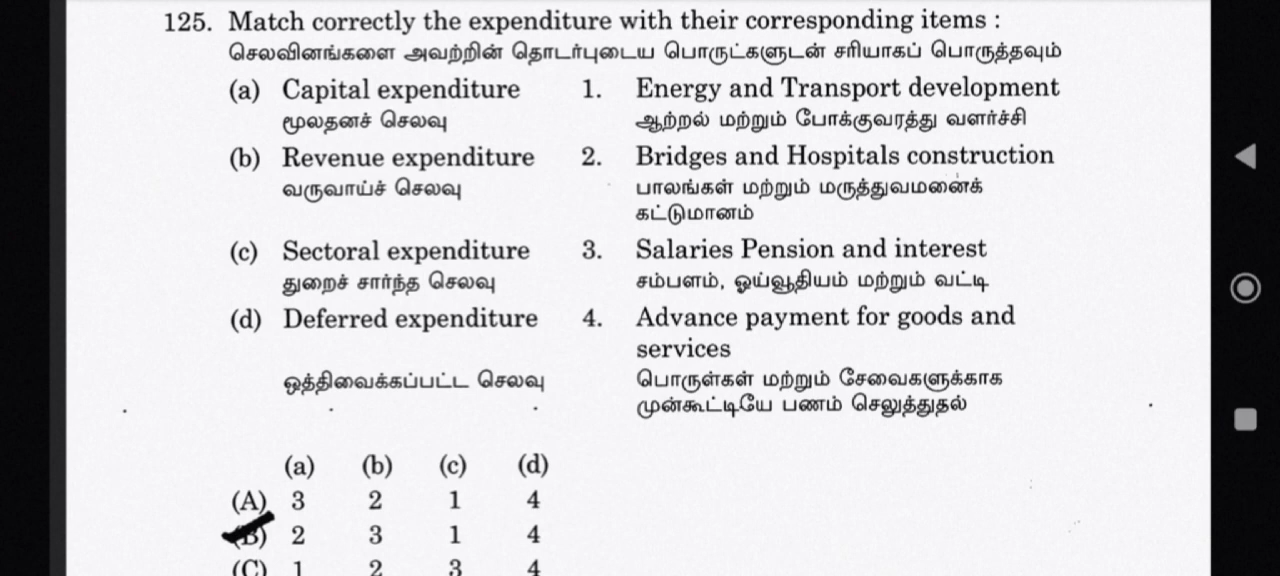 125. Match correctly the expenditure with their corresponding items :
செலவினங்களை அவற்றின் தொடர்புடைய பொருட்களுடன் சரியாகப் பொருத்தவும்
(a) Capital expenditure 1. Energy and Transport development
மூலதனச் செலவு ஆற்றல் மற்றும் போக்குவரத்து வளர்ச்சி
(b) Revenue expenditure 2. Bridges and Hospitals construction
வருவாய்ச் செலவு பாலங்கள் மற்றும் மருத்துவமனைக்
கட்டுமானம்
(c) Sectoral expenditure 3. Salaries Pension and interest
துறைச் சார்ந்த செலவு சம்பளம், ஓய்வூதியம் மற்றும் வட்டி
(d) Deferred expenditure 4. Advance payment for goods and
services
ஒத்திவைக்கப்பட்ட செலவு பொருள்கள் மற்றும் சேவைகளுக்காக
முன்கூட்டியே பணம் செலுத்துதல்
(a) (b) (c) (d)
(A) 3 2 1 4
(B) 2 3 1 4
(C) 1 2 3 4